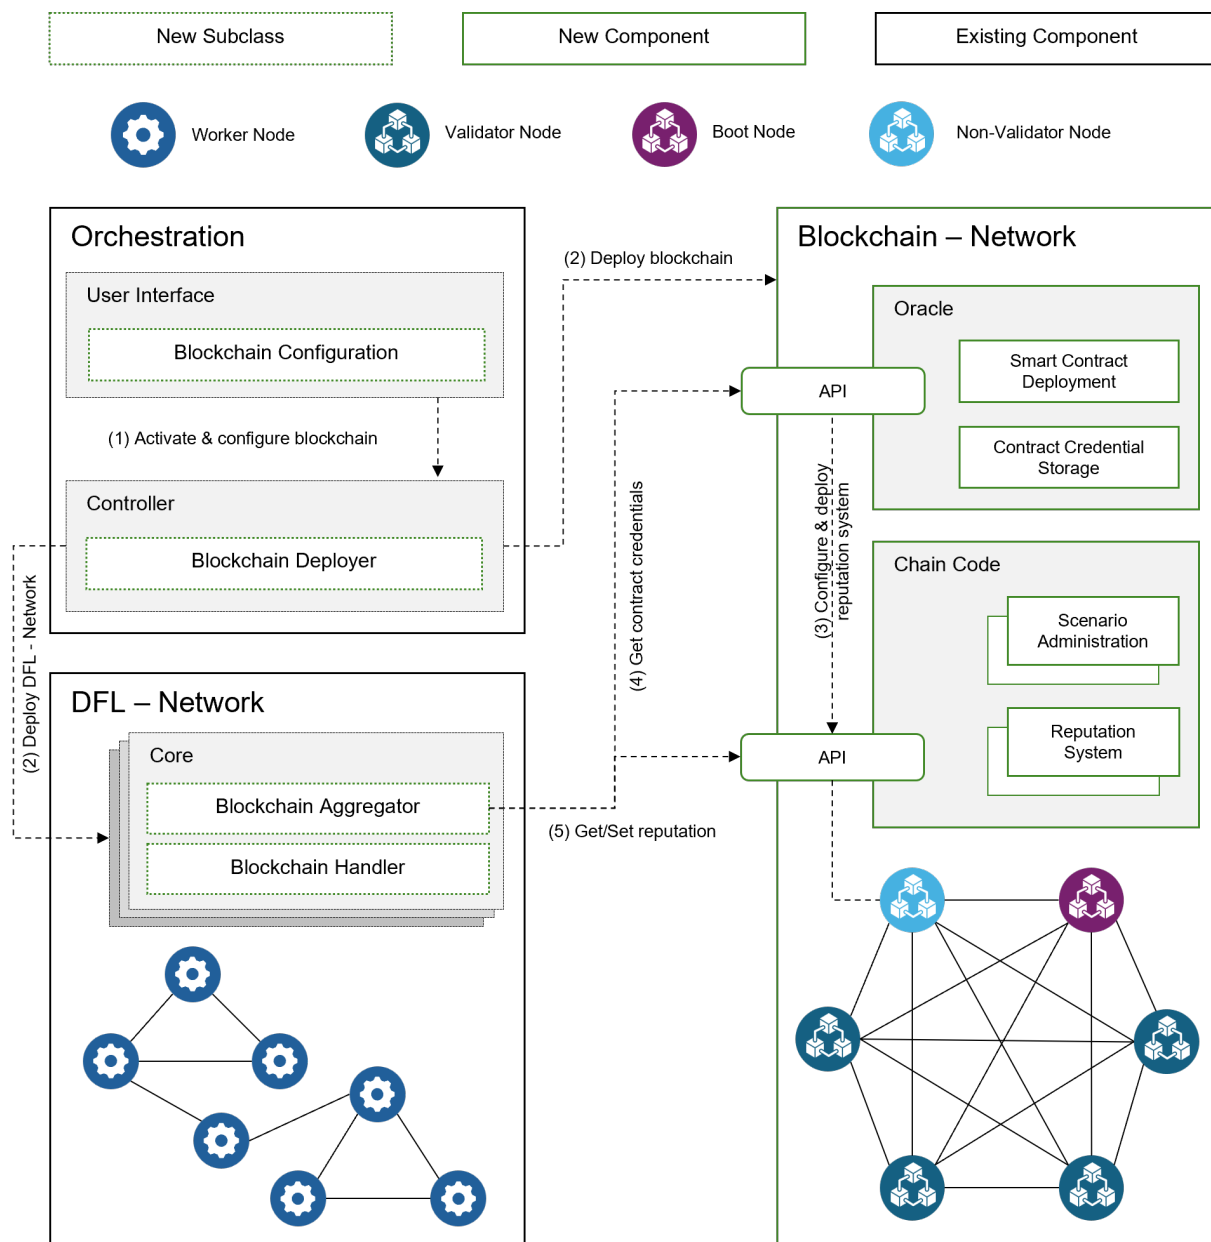 New Subclass
New Component
Existing Component
Worker Node
Validator Node
Boot Node
Non-Validator Node
Orchestration
User Interface
Blockchain Configuration
(1) Activate & configure blockchain
Controller
Blockchain Deployer
(2) Deploy blockchain
(2) Deploy DFL - Network
DFL – Network
Core
Blockchain Aggregator
Blockchain Handler
(4) Get contract credentials
(5) Get/Set reputation
Blockchain – Network
Oracle
Smart Contract
Deployment
Contract Credential
Storage
API
(3) Configure & deploy
reputation system
Chain Code
Scenario
Administration
Reputation
System
API